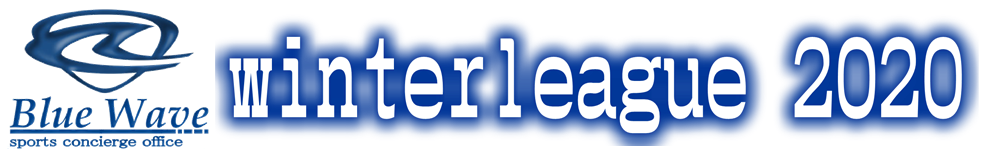 Blue Wave
sports concierge office
winterleague 2020